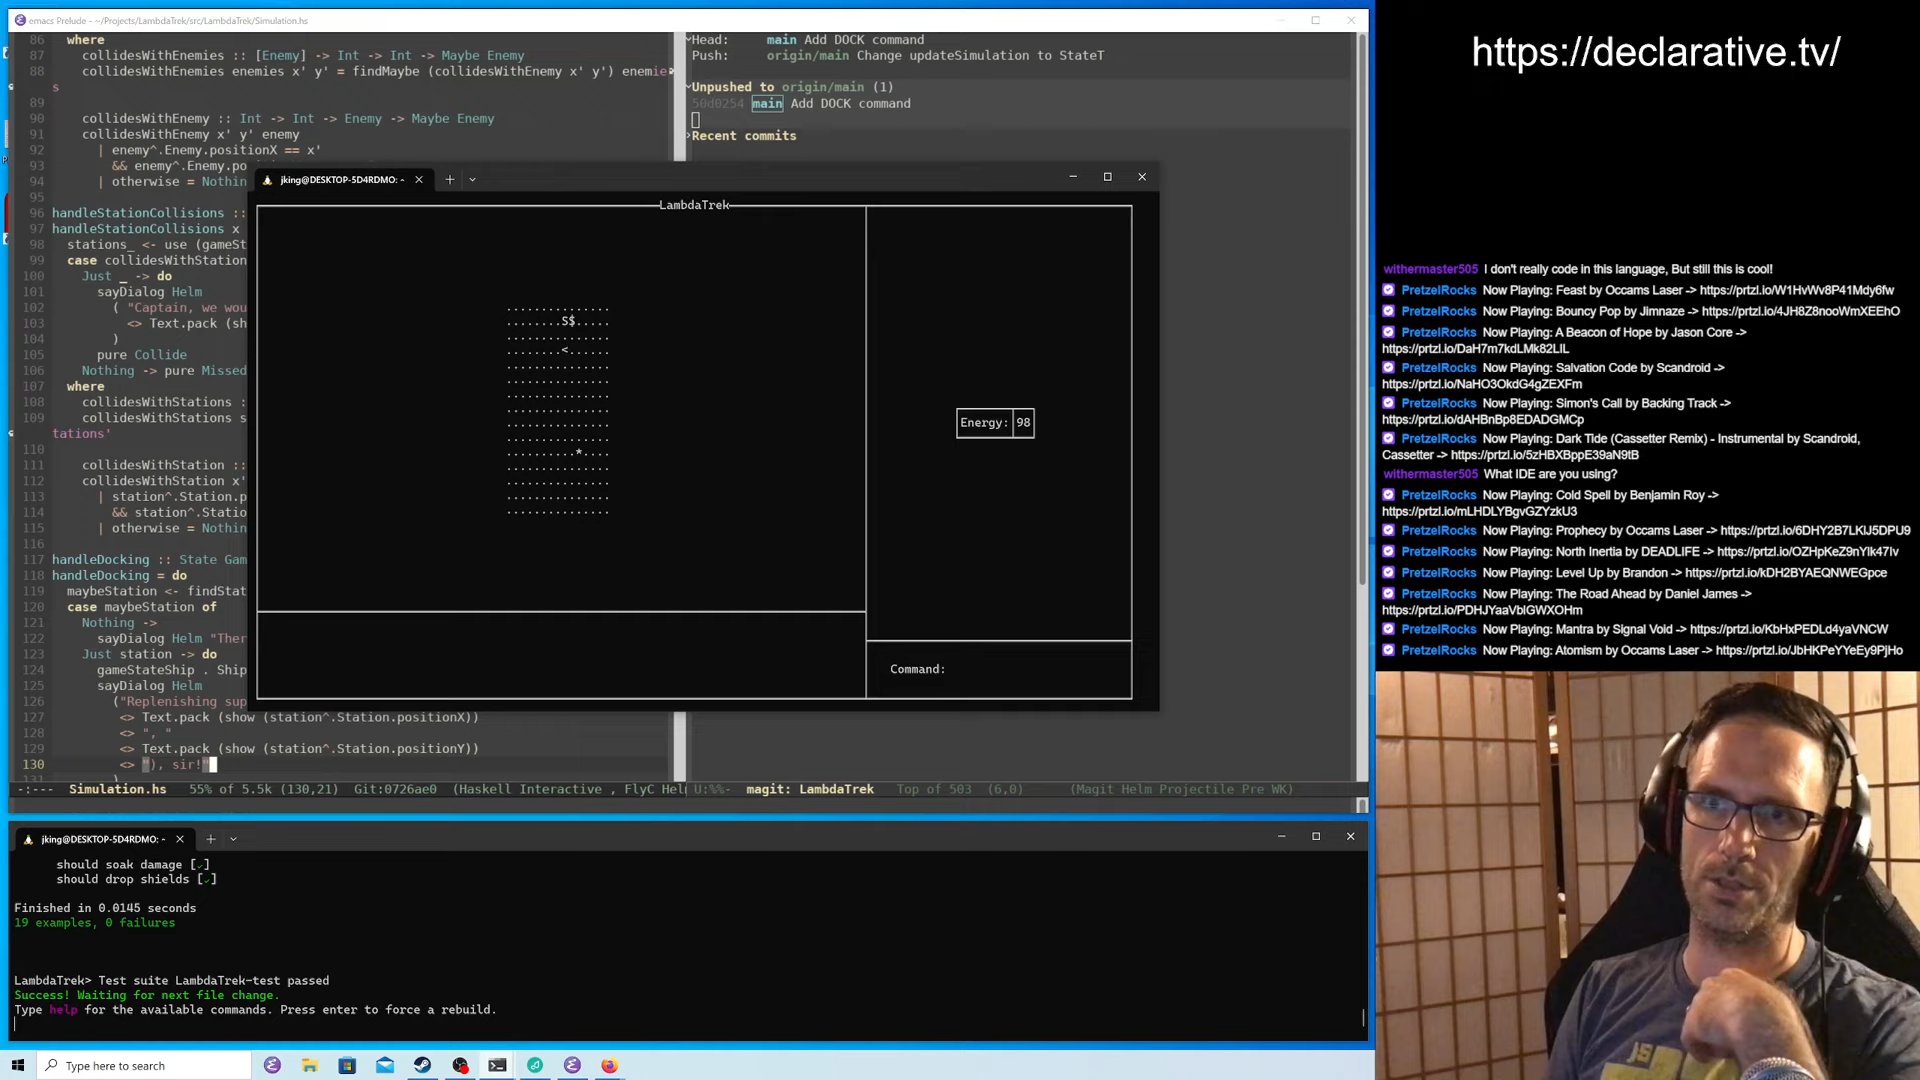 emacs Prelude - ~/Projects/LambdaTrek/src/LambdaTrek/Simulation.hs
86 where
87 collidesWithEnemies :: [Enemy] -> Int -> Int -> Maybe Enemy
88 collidesWithEnemies enemies x' y' = findMaybe (collidesWithEnemy x' y') enemie
s
89
90 collidesWithEnemy :: Int -> Int -> Enemy -> Maybe Enemy
91 collidesWithEnemy x' y' enemy
92 | enemy^.Enemy.positionX == x'
93 && enemy^.Enemy.po
94 | otherwise = Nothin
95
96 handleStationCollisions ::
97 handleStationCollisions x
98 stations_ <- use (gameSt
99 case collidesWithStation
100 Just _ -> do
101 sayDialog Helm
102 ( "Captain, we wou
103 <> Text.pack (sh
104 )
105 pure Collide
106 Nothing -> pure Missed
107 where
108 collidesWithStations :
109 collidesWithStations s
tations'
110
111 collidesWithStation ::
112 collidesWithStation x'
113 | station^.Station.p
114 && station^.Statio
115 | otherwise = Nothin
116
117 handleDocking :: State Gam
118 handleDocking = do
119 maybeStation <- findStat
120 case maybeStation of
121 Nothing ->
122 sayDialog Helm "Ther
123 Just station -> do
124 gameStateShip . Ship
125 sayDialog Helm
126 ("Replenishing sup
127 <> Text.pack (show (station^.Station.positionX))
128 <> ", "
129 <> Text.pack (show (station^.Station.positionY))
130 <> "), sir!"
131 )
-:--- Simulation.hs 55% of 5.5k (130,21) Git:0726ae0 (Haskell Interactive , FlyC Hel
Head: main Add DOCK command
Push: origin/main Change updateSimulation to StateT
Unpushed to origin/main (1)
50d0254 main Add DOCK command
Recent commits
U:%%- magit: LambdaTrek Top of 503 (6,0) (Magit Helm Projectile Pre WK)
jking@DESKTOP-5D4RDMO: ~
LambdaTrek
..............
........S$.....
........<......
..............
..............
..............
..............
..............
..............
.........*....
..............
..............
..............
..............
Energy: 98
Command:
jking@DESKTOP-5D4RDMO: ~
should soak damage [✓]
should drop shields [✓]
Finished in 0.0145 seconds
19 examples, 0 failures
LambdaTrek> Test suite LambdaTrek-test passed
Success! Waiting for next file change.
Type help for the available commands. Press enter to force a rebuild.
Type here to search
https://declarative.tv/
withermaster505 I don't really code in this language, But still this is cool!
PretzelRocks Now Playing: Feast by Occams Laser -> https://prtzl.io/W1HvWv8P41Mdy6fw
PretzelRocks Now Playing: Bouncy Pop by Jimnaze -> https://prtzl.io/4JH8Z8nooWmXEEhO
PretzelRocks Now Playing: A Beacon of Hope by Jason Core ->
https://prtzl.io/DaH7m7kdLMk82LlL
PretzelRocks Now Playing: Salvation Code by Scandroid ->
https://prtzl.io/NaHO3OkdG4gZEXFm
PretzelRocks Now Playing: Simon's Call by Backing Track ->
https://prtzl.io/dAHBnBp8EDADGMCp
PretzelRocks Now Playing: Dark Tide (Cassetter Remix) - Instrumental by Scandroid,
Cassetter -> https://prtzl.io/5zHBXBppE39aN9tB
withermaster505 What IDE are you using?
PretzelRocks Now Playing: Cold Spell by Benjamin Roy ->
https://prtzl.io/mLHDLYBgvGZYzkU3
PretzelRocks Now Playing: Prophecy by Occams Laser -> https://prtzl.io/6DHY2B7LKlJ5DPU9
PretzelRocks Now Playing: North Inertia by DEADLIFE -> https://prtzl.io/OZHpKeZ9nYlk47lv
PretzelRocks Now Playing: Level Up by Brandon -> https://prtzl.io/kDH2BYAEQNWEGpce
PretzelRocks Now Playing: The Road Ahead by Daniel James ->
https://prtzl.io/PDHJYaaVblGWXOHm
PretzelRocks Now Playing: Mantra by Signal Void -> https://prtzl.io/KbHxPEDLd4yaVNCW
PretzelRocks Now Playing: Atomism by Occams Laser -> https://prtzl.io/JbHKPeYYeEy9PjHo
JS